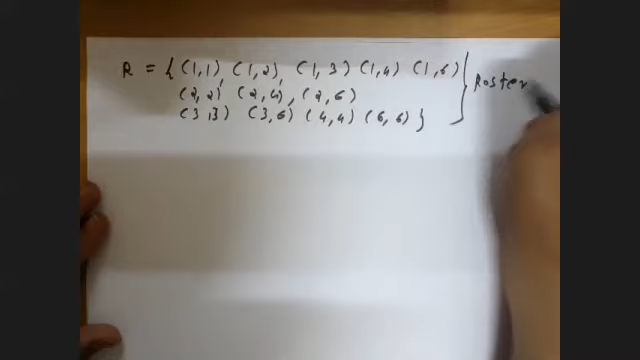 R = { (1,1) (1,2), (1,3) (1,4) (1,6)
(2,2), (2,4), (2,6)
(3,3) (3,6) (4,4) (6,6) }
Roster